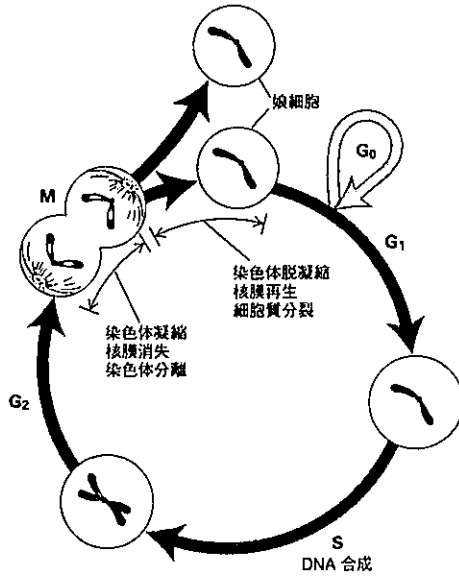 娘細胞
G₀
M
G₁
染色体脱凝縮
核膜再生
細胞質分裂
染色体凝縮
核膜消失
染色体分離
G₂
S
DNA 合成